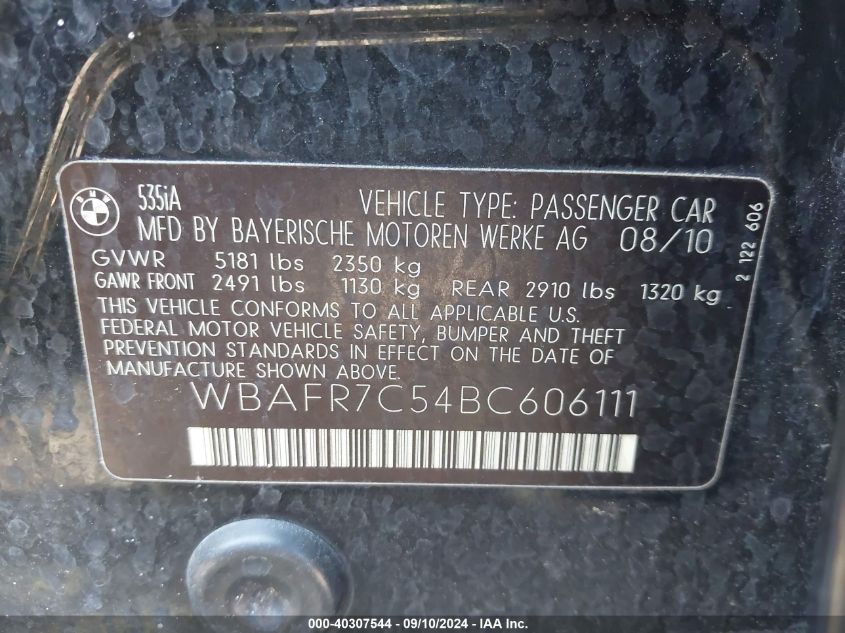 BMW
535iA VEHICLE TYPE: PASSENGER CAR
MFD BY BAYERISCHE MOTOREN WERKE AG 08/10
GVWR 5181 lbs 2350 kg
GAWR FRONT 2491 lbs 1130 kg REAR 2910 lbs 1320 kg
2 122 606
THIS VEHICLE CONFORMS TO ALL APPLICABLE U.S.
FEDERAL MOTOR VEHICLE SAFETY, BUMPER AND THEFT
PREVENTION STANDARDS IN EFFECT ON THE DATE OF
MANUFACTURE SHOWN ABOVE.
WBAFR7C54BC606111
000-40307544 - 09/10/2024 - IAA Inc.